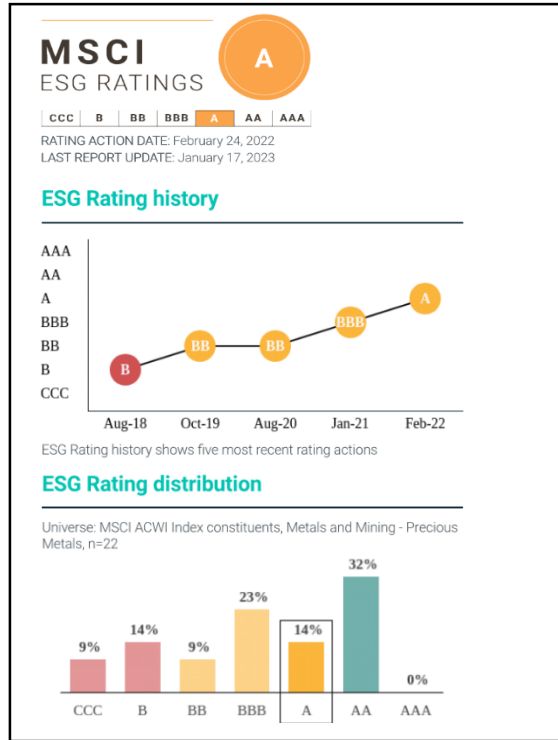 MSCI
ESG RATINGS
A
CCC B BB BBB A AA AAA
RATING ACTION DATE: February 24, 2022
LAST REPORT UPDATE: January 17, 2023
ESG Rating history
AAA
AA
A
BBB
BB
B
CCC
B BB BB BBB A
Aug-18 Oct-19 Aug-20 Jan-21 Feb-22
ESG Rating history shows five most recent rating actions
ESG Rating distribution
Universe: MSCI ACWI Index constituents, Metals and Mining - Precious
Metals, n=22
9% 14% 9% 23% 14% 32% 0%
CCC B BB BBB A AA AAA